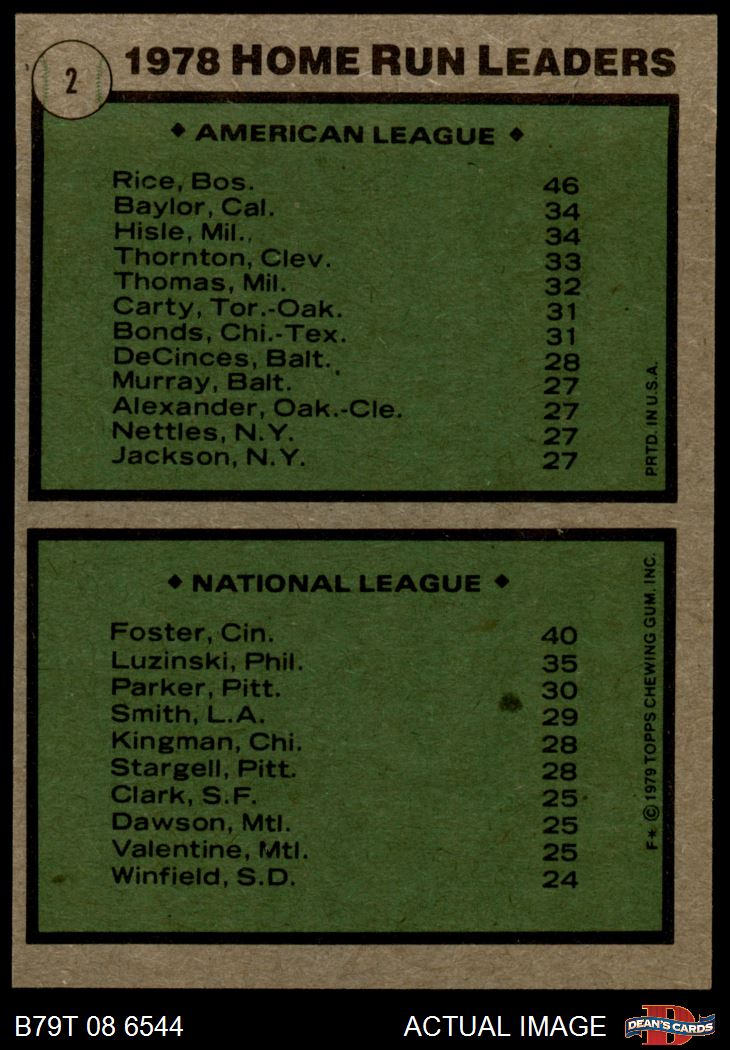 2
1978 HOME RUN LEADERS
◆ AMERICAN LEAGUE ◆
Rice, Bos. 46
Baylor, Cal. 34
Hisle, Mil. 34
Thornton, Clev. 33
Thomas, Mil. 32
Carty, Tor.-Oak. 31
Bonds, Chi.-Tex. 31
DeCinces, Balt. 28
Murray, Balt. 27
Alexander, Oak.-Cle. 27
Nettles, N.Y. 27
Jackson, N.Y. 27
PRTD. IN U.S.A.
◆ NATIONAL LEAGUE ◆
Foster, Cin. 40
Luzinski, Phil. 35
Parker, Pitt. 30
Smith, L.A. 29
Kingman, Chi. 28
Stargell, Pitt. 28
Clark, S.F. 25
Dawson, Mtl. 25
Valentine, Mtl. 25
Winfield, S.D. 24
F* © 1979 TOPPS CHEWING GUM, INC.
B79T 08 6544 ACTUAL IMAGE
D
DEAN'S CARDS